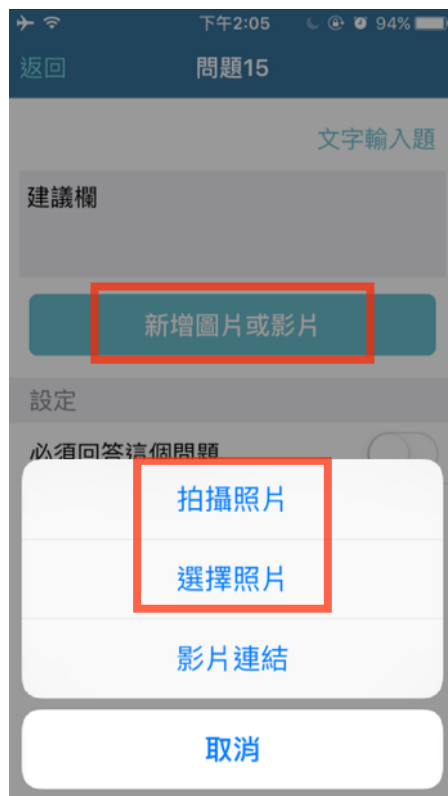 下午2:05 94%
返回 問題15
文字輸入題
建議欄
新增圖片或影片
設定
必須回答這個問題
拍攝照片
選擇照片
影片連結
取消